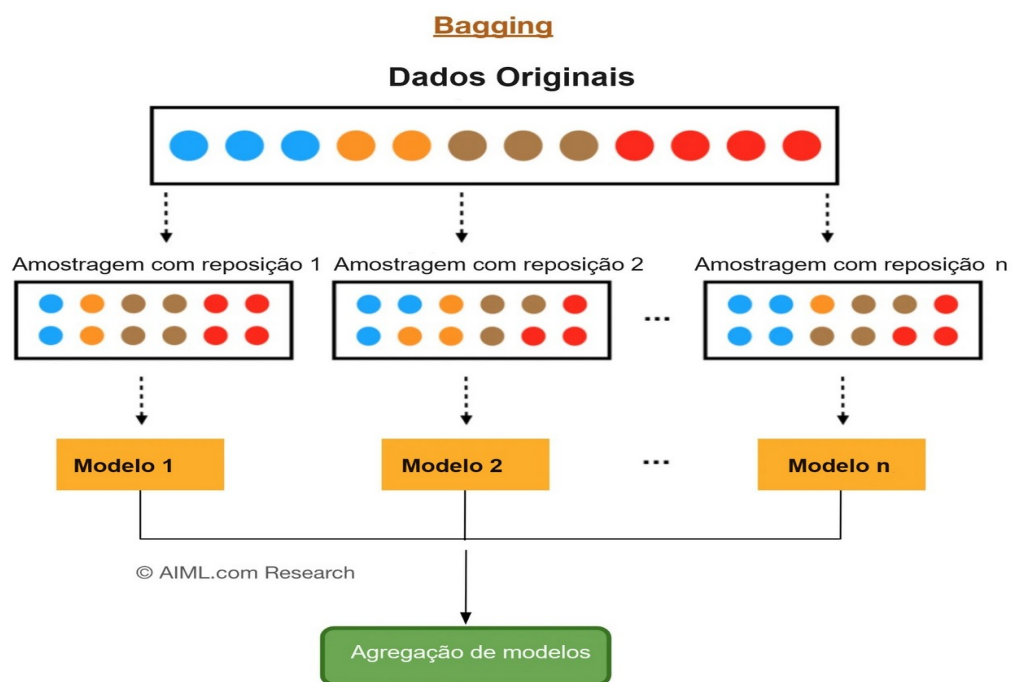 Bagging
Dados Originais
Amostragem com reposição 1
Amostragem com reposição 2
Amostragem com reposição n
...
Modelo 1
Modelo 2
...
Modelo n
© AIML.com Research
Agregação de modelos